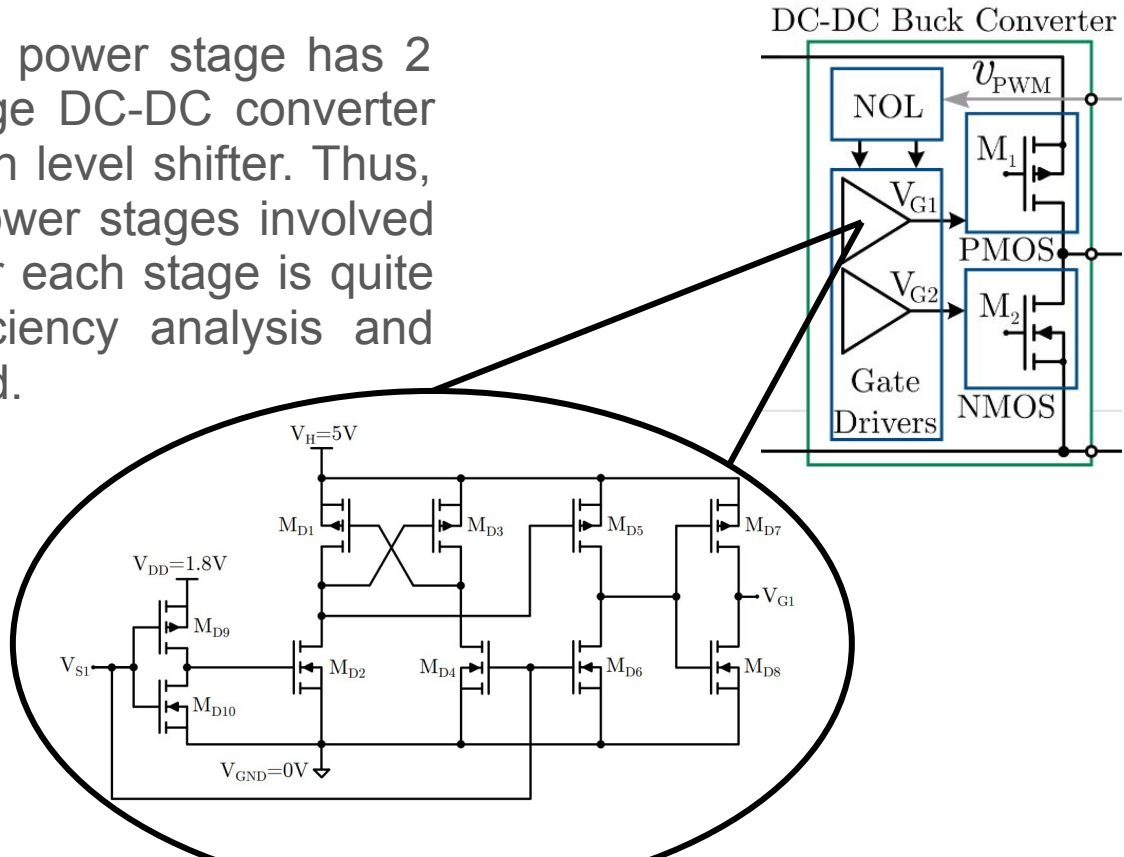 power stage has 2
ge DC-DC converter
level shifter. Thus,
ower stages involved
each stage is quite
ciency analysis and
d.
DC-DC Buck Converter
v_PWM
NOL
M_1
V_G1
PMOS
V_G2
M_2
Gate
Drivers
NMOS
V_H=5V
M_D1
M_D3
M_D5
M_D7
V_DD=1.8V
M_D9
V_G1
V_S1
M_D2
M_D4
M_D6
M_D8
M_D10
V_GND=0V